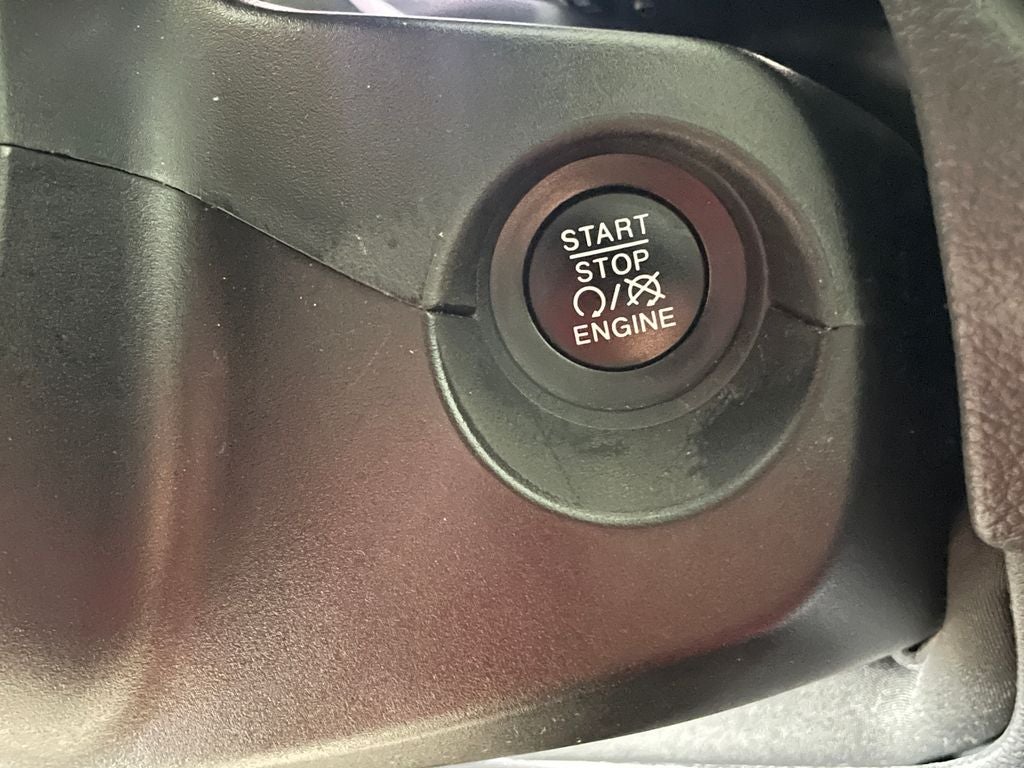 START
STOP
/
ENGINE